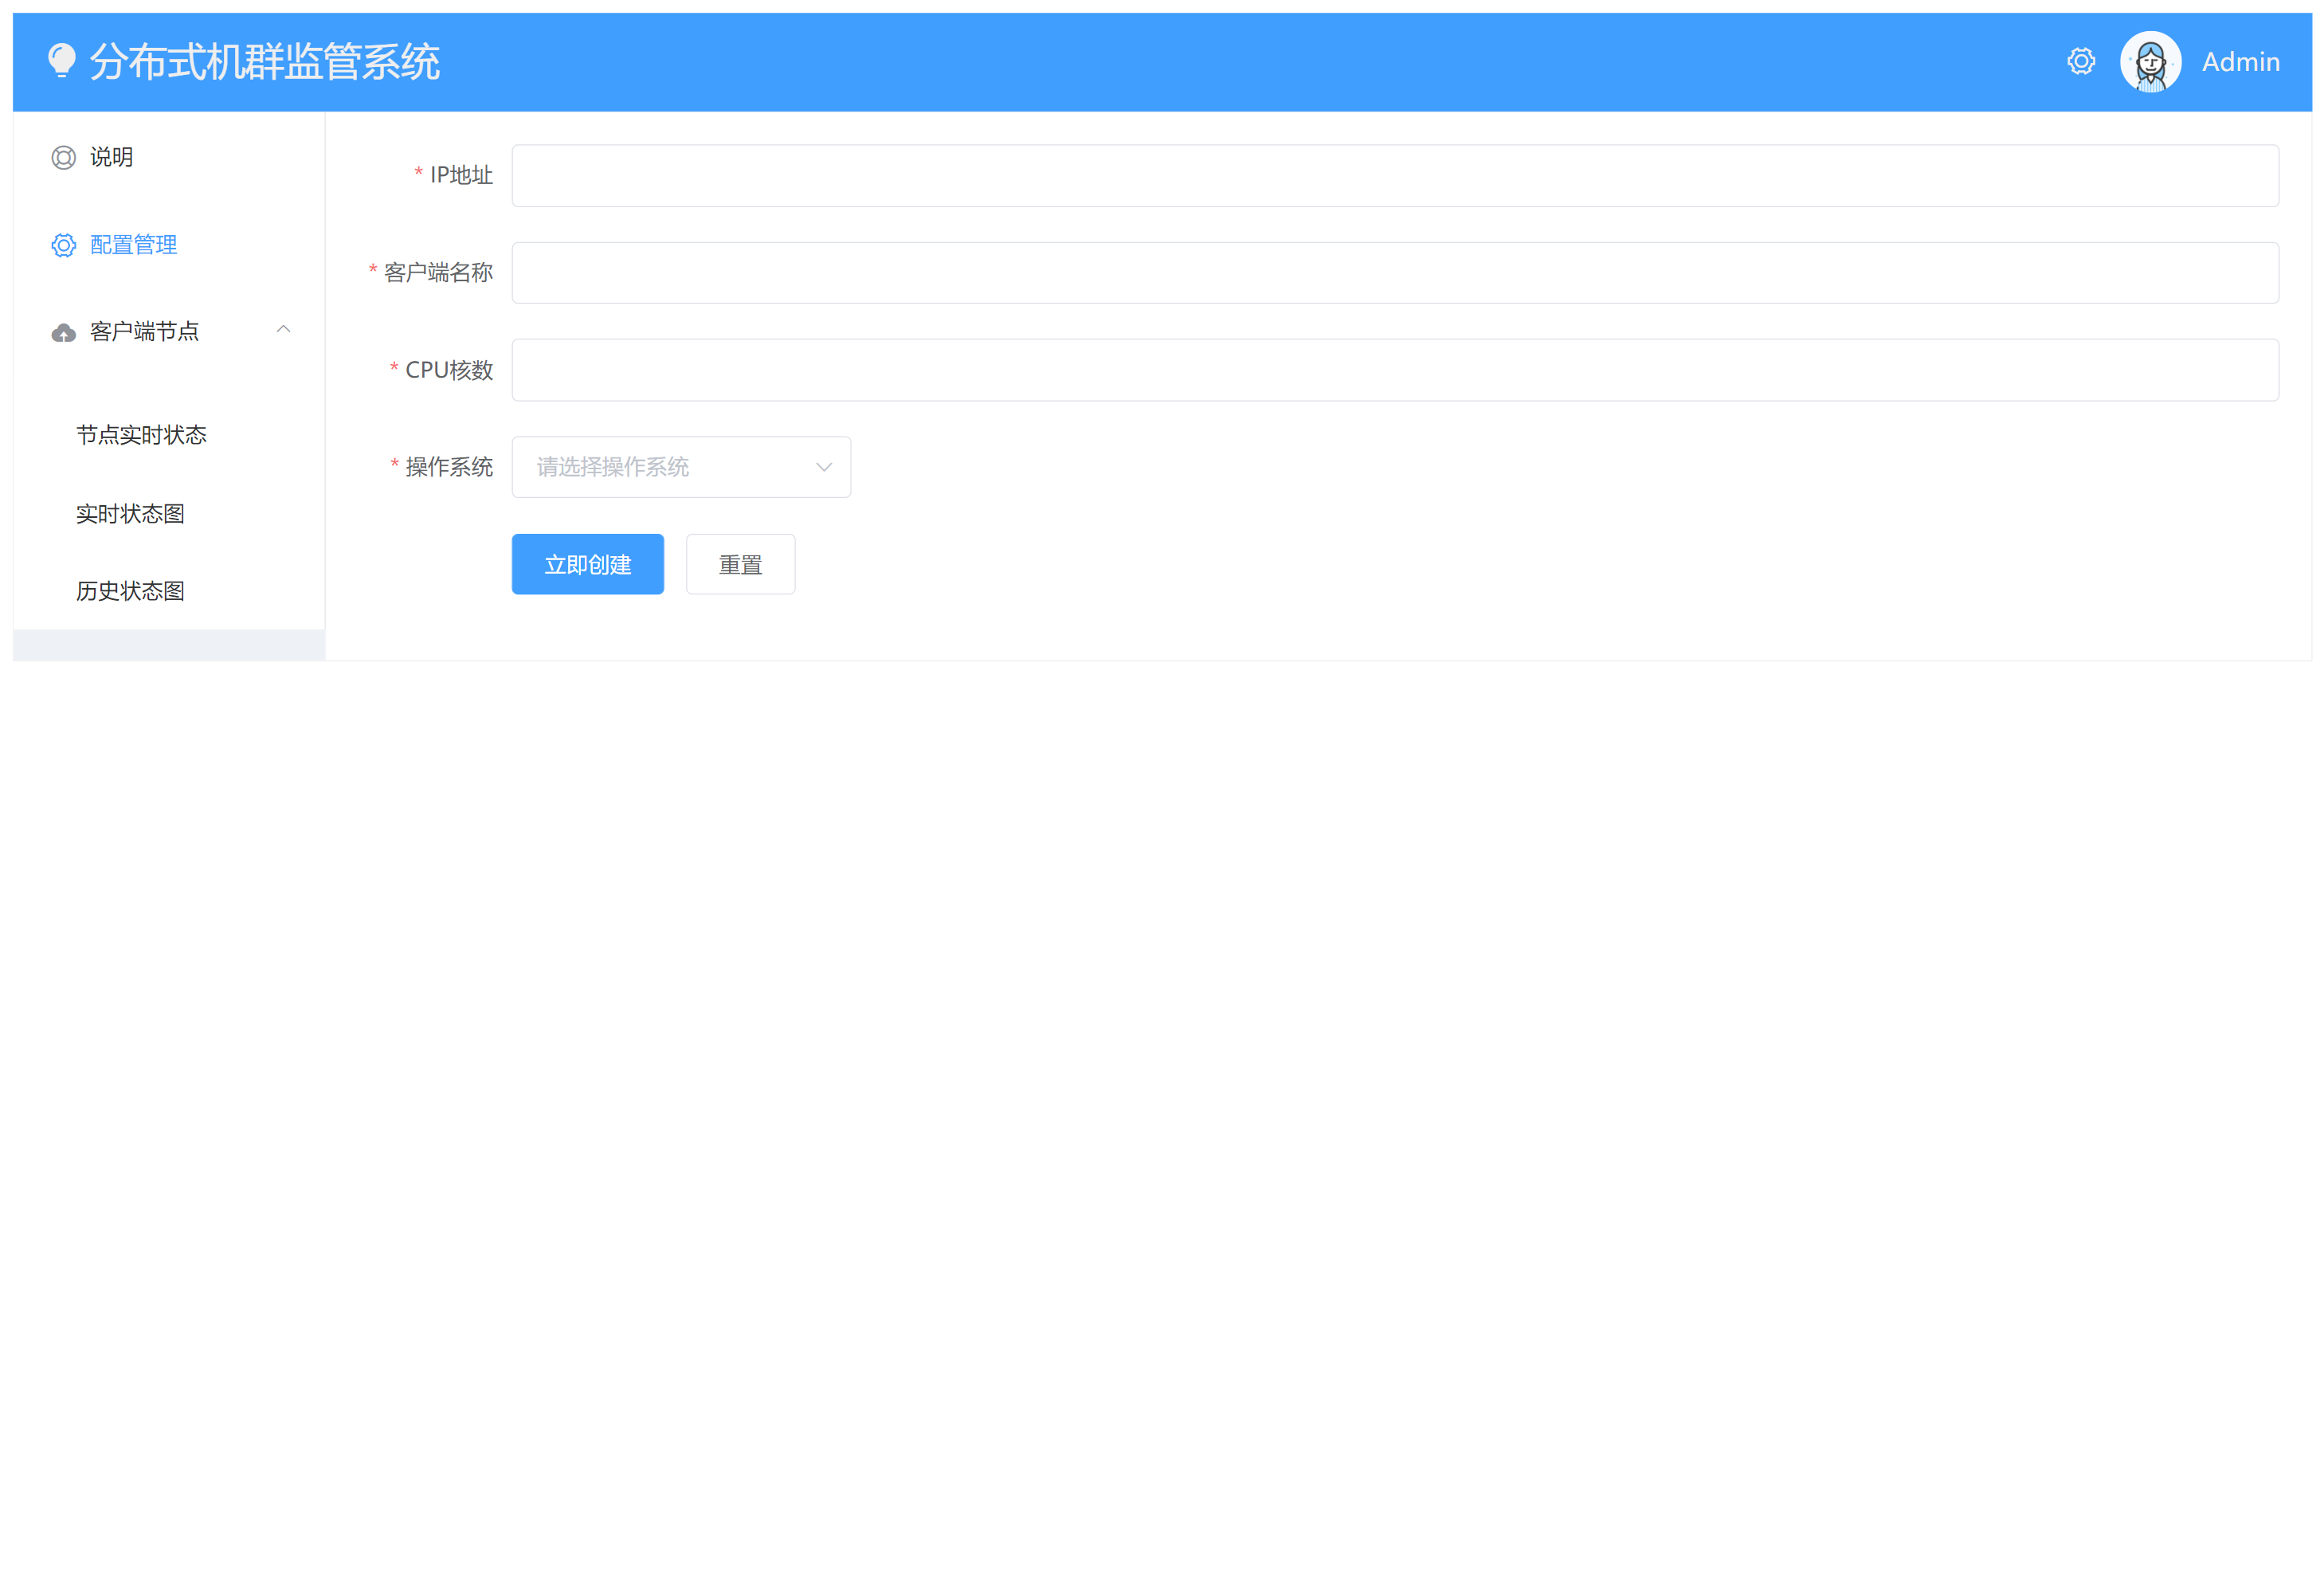 分布式机群监管系统
Admin
说明
配置管理
客户端节点
节点实时状态
实时状态图
历史状态图
* IP地址
* 客户端名称
* CPU核数
* 操作系统
请选择操作系统
立即创建
重置